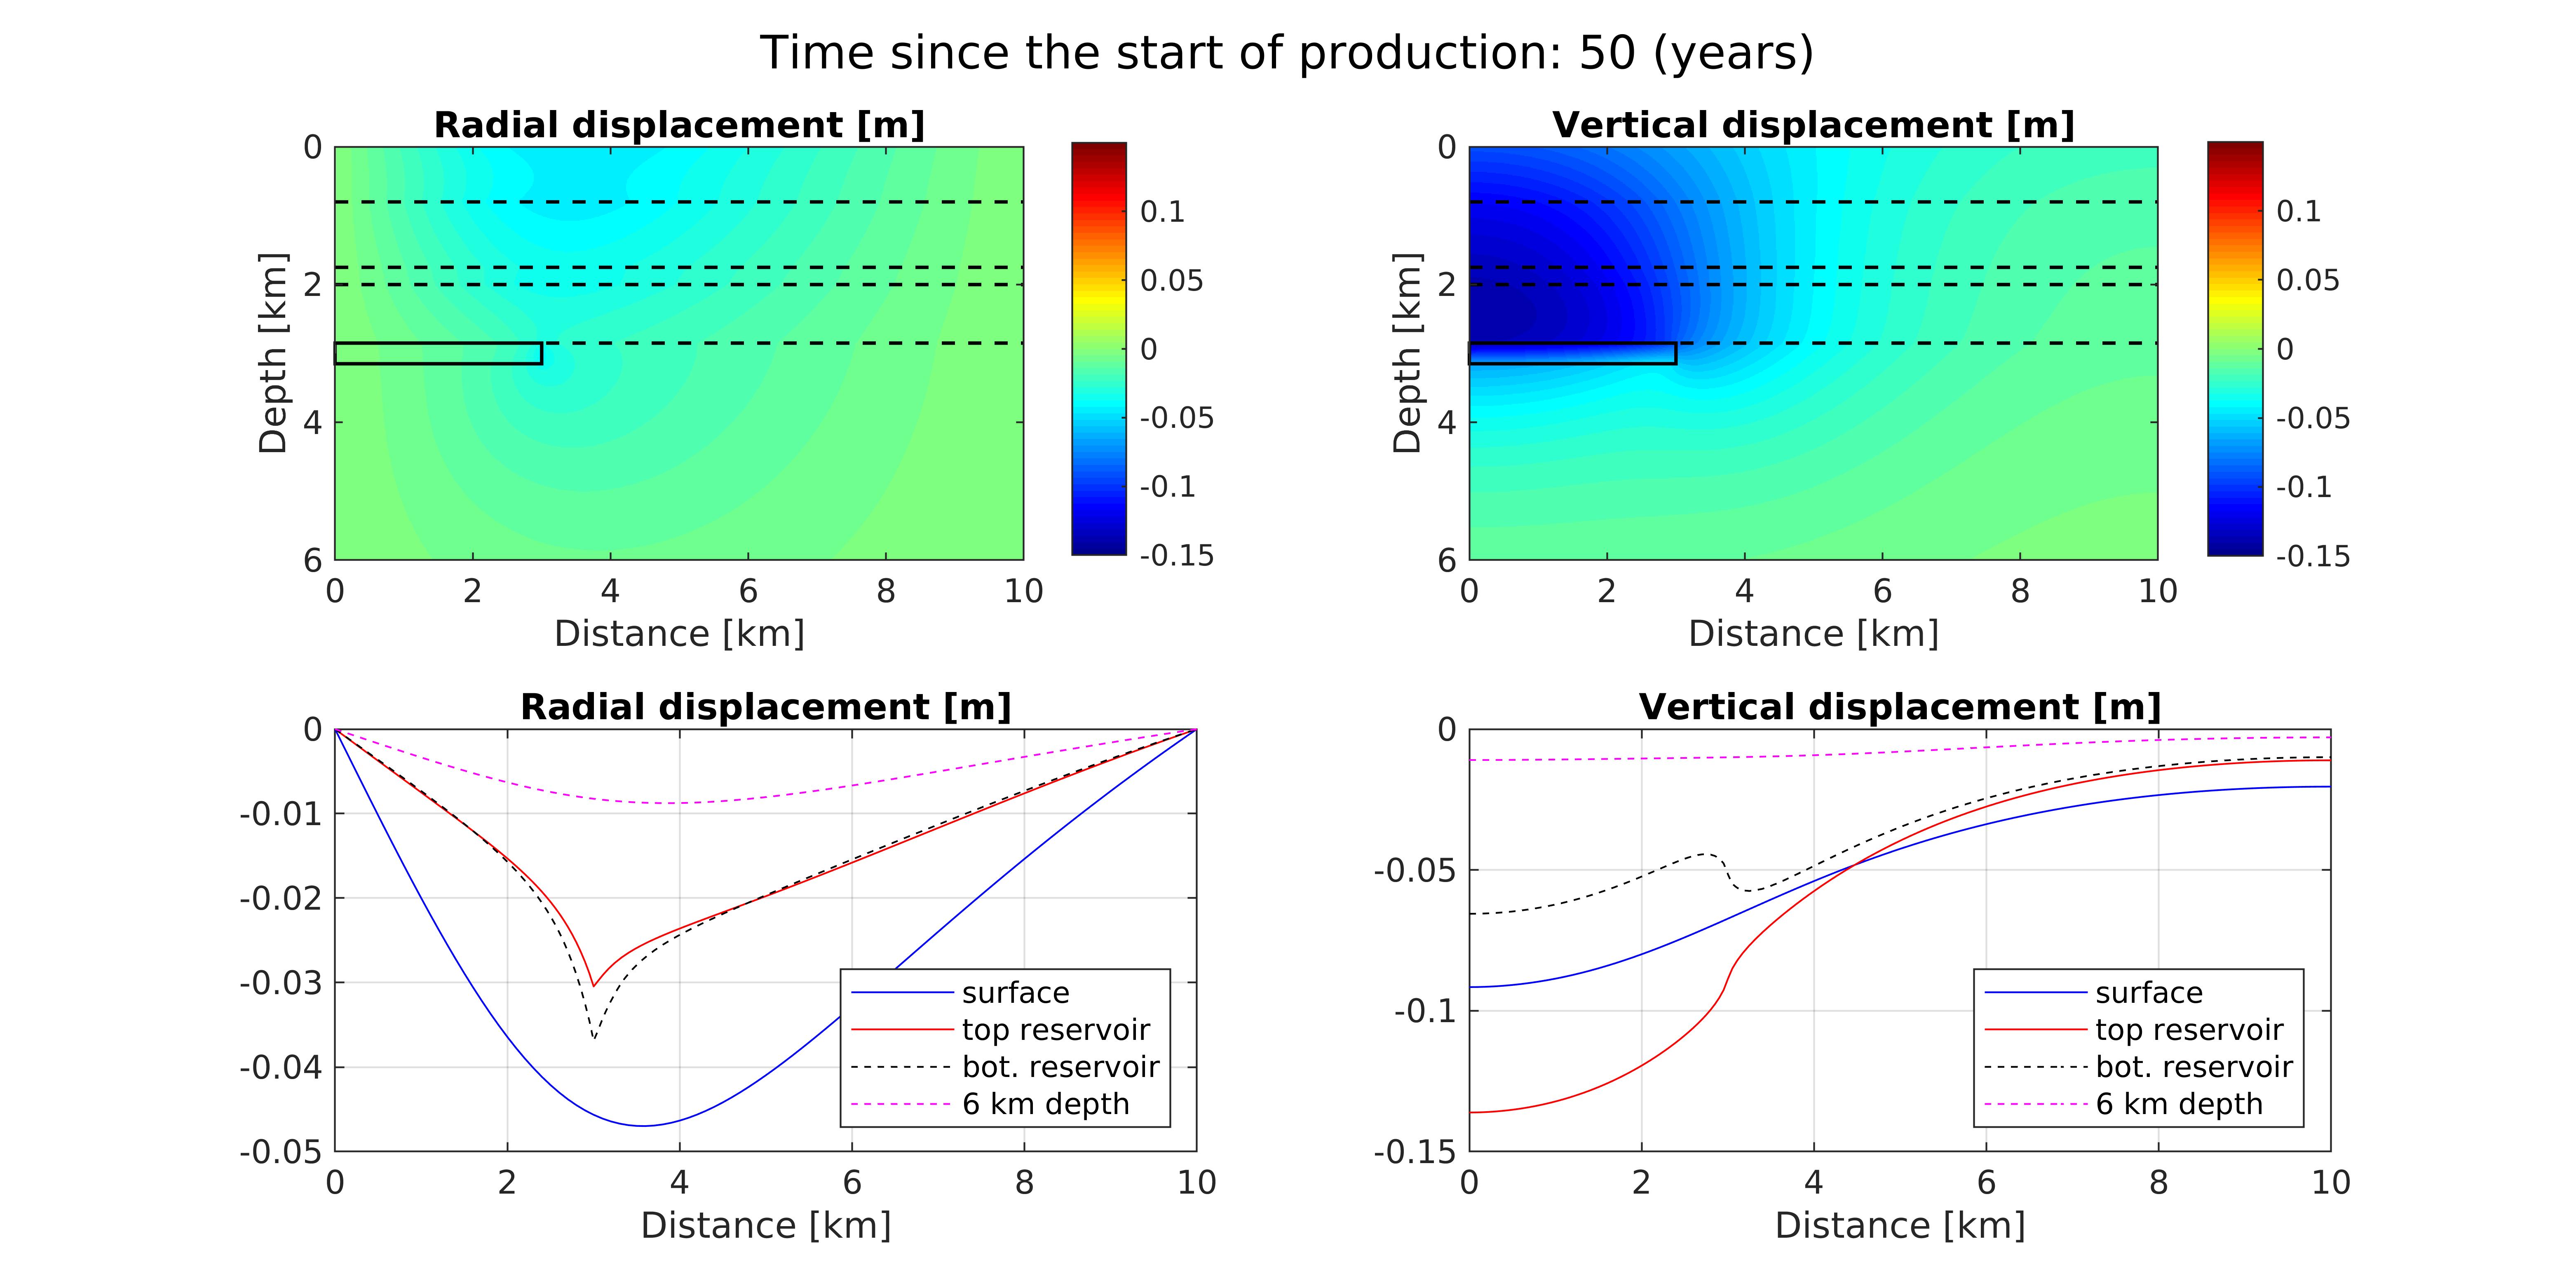 Time since the start of production: 50 (years)
Radial displacement [m]
0
2
4
6
Depth [km]
0 2 4 6 8 10
Distance [km]
0.1
0.05
0
-0.05
-0.1
-0.15
Vertical displacement [m]
0
2
4
6
Depth [km]
0 2 4 6 8 10
Distance [km]
0.1
0.05
0
-0.05
-0.1
-0.15
Radial displacement [m]
0
-0.01
-0.02
-0.03
-0.04
-0.05
0 2 4 6 8 10
Distance [km]
surface
top reservoir
bot. reservoir
6 km depth
Vertical displacement [m]
0
-0.05
-0.1
-0.15
0 2 4 6 8 10
Distance [km]
surface
top reservoir
bot. reservoir
6 km depth